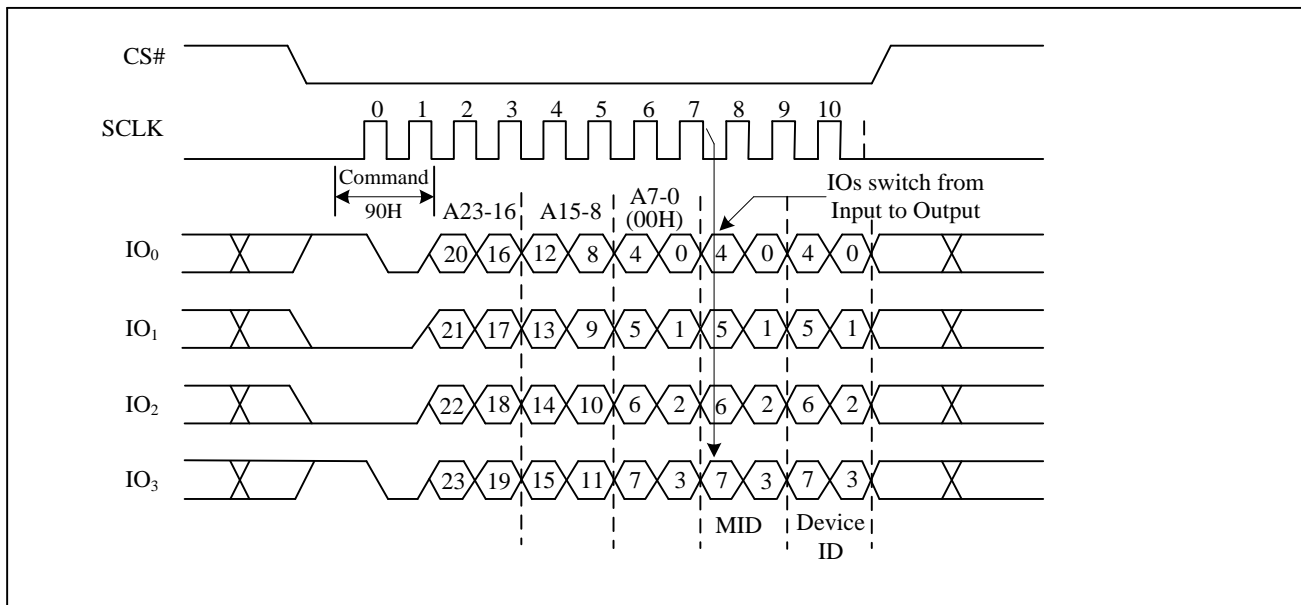 CS#
0 1 2 3 4 5 6 7 8 9 10
SCLK
Command
90H
A23-16
A15-8
A7-0
(00H)
IOs switch from
Input to Output
IO₀
20 16 12 8 4 0 4 0 4 0
IO₁
21 17 13 9 5 1 5 1 5 1
IO₂
22 18 14 10 6 2 6 2 6 2
IO₃
23 19 15 11 7 3 7 3 7 3
MID
Device
ID